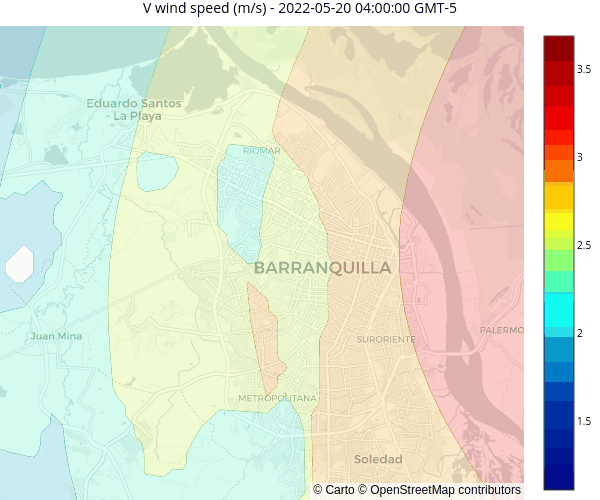 V wind speed (m/s) - 2022-05-20 04:00:00 GMT-5
3.5
3
2.5
2
1.5
Eduardo Santos
- La Playa
RIOMAR
BARRANQUILLA
Juan Mina
SURORIENTE
PALERMO
METROPOLITANA
Soledad
© Carto © OpenStreetMap contributors